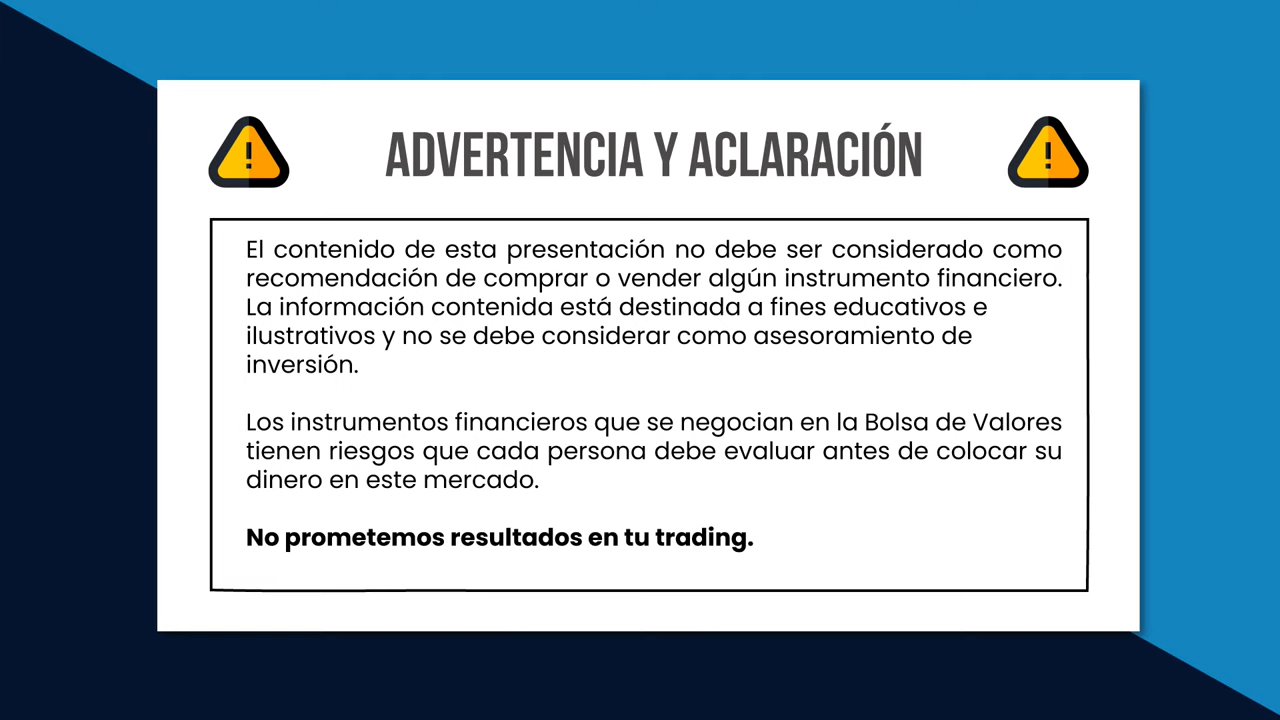 ADVERTENCIA Y ACLARACIÓN
El contenido de esta presentación no debe ser considerado como
recomendación de comprar o vender algún instrumento financiero.
La información contenida está destinada a fines educativos e
ilustrativos y no se debe considerar como asesoramiento de
inversión.
Los instrumentos financieros que se negocian en la Bolsa de Valores
tienen riesgos que cada persona debe evaluar antes de colocar su
dinero en este mercado.
No prometemos resultados en tu trading.